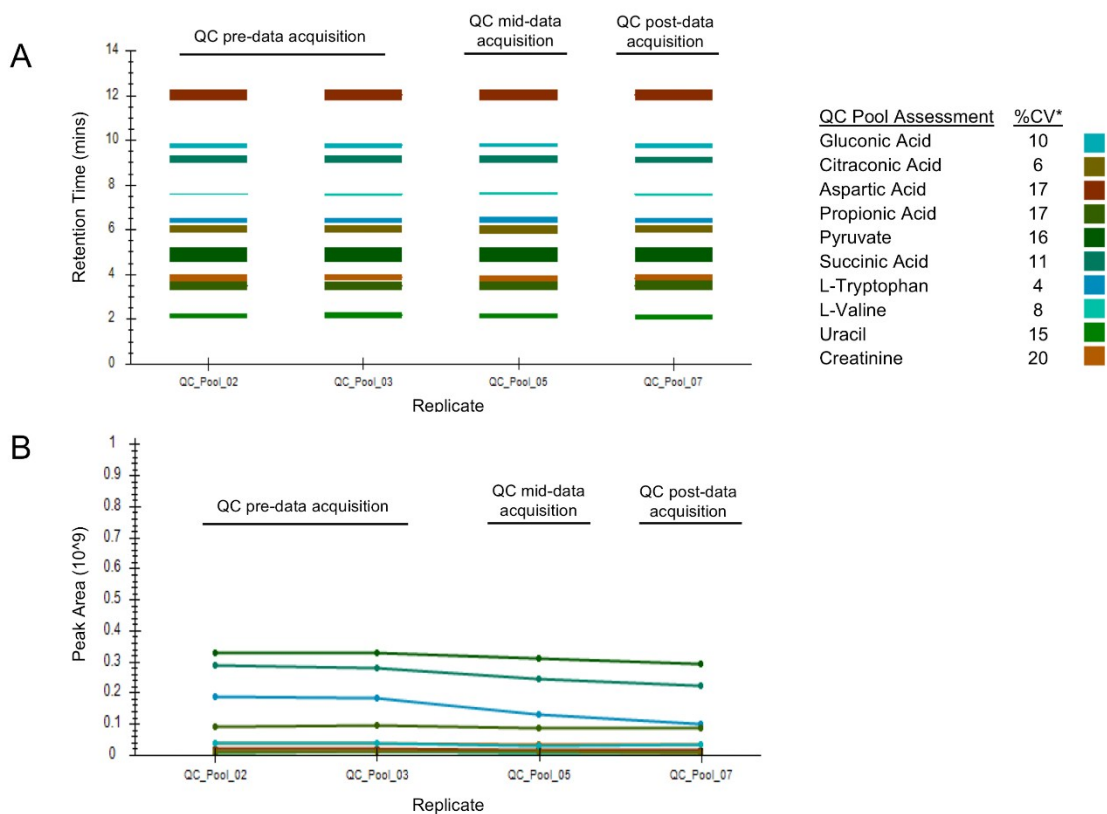 A
QC pre-data acquisition
QC mid-data
acquisition
QC post-data
acquisition
Retention Time (mins)
14
12
10
8
6
4
2
0
QC_Pool_02
QC_Pool_03
QC_Pool_05
QC_Pool_07
Replicate
QC Pool Assessment %CV*
Gluconic Acid 10
Citraconic Acid 6
Aspartic Acid 17
Propionic Acid 17
Pyruvate 16
Succinic Acid 11
L-Tryptophan 4
L-Valine 8
Uracil 15
Creatinine 20
B
QC pre-data acquisition
QC mid-data
acquisition
QC post-data
acquisition
Peak Area (10^9)
1
0.9
0.8
0.7
0.6
0.5
0.4
0.3
0.2
0.1
0
QC_Pool_02
QC_Pool_03
QC_Pool_05
QC_Pool_07
Replicate